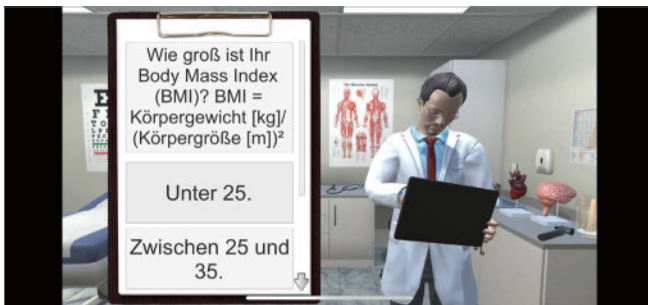 Wie groß ist Ihr
Body Mass Index
(BMI)? BMI =
Körpergewicht [kg]/
(Körpergröße [m])²
Unter 25.
Zwischen 25 und
35.